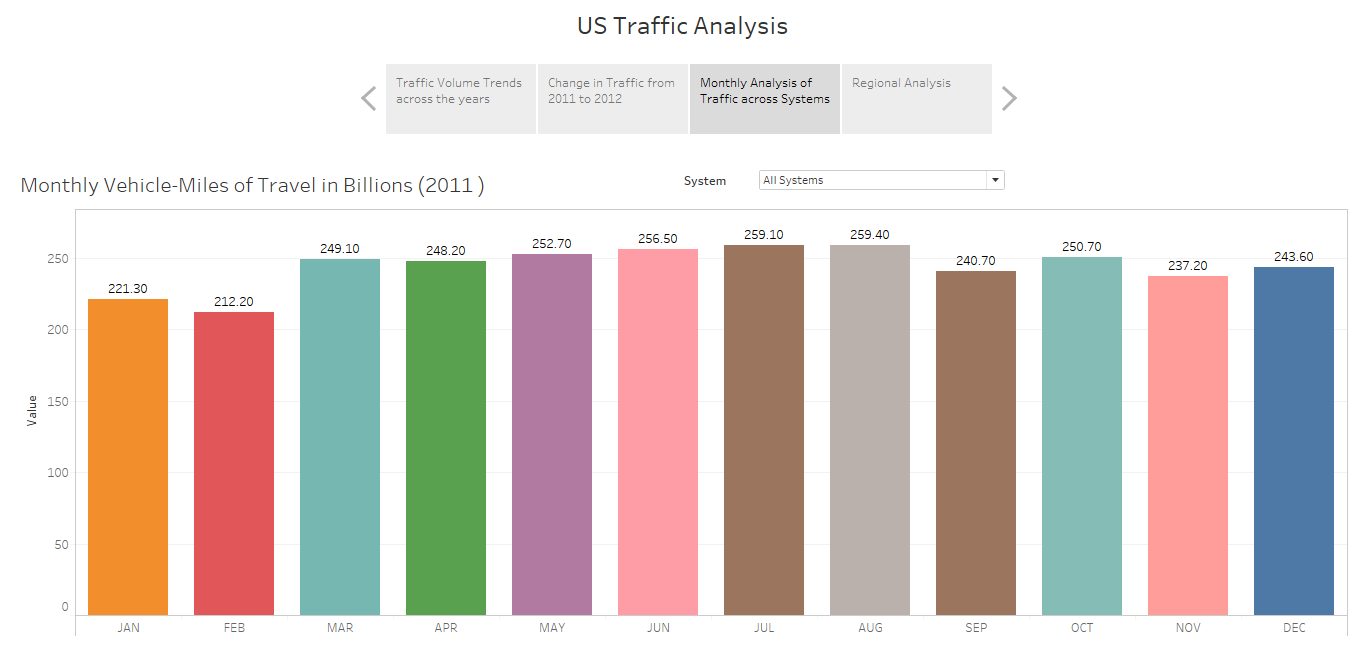 US Traffic Analysis
Traffic Volume Trends
across the years
Change in Traffic from
2011 to 2012
Monthly Analysis of
Traffic across Systems
Regional Analysis
Monthly Vehicle-Miles of Travel in Billions (2011 )
System
All Systems
Value
250
200
150
100
50
0
221.30
212.20
249.10
248.20
252.70
256.50
259.10
259.40
240.70
250.70
237.20
243.60
JAN
FEB
MAR
APR
MAY
JUN
JUL
AUG
SEP
OCT
NOV
DEC